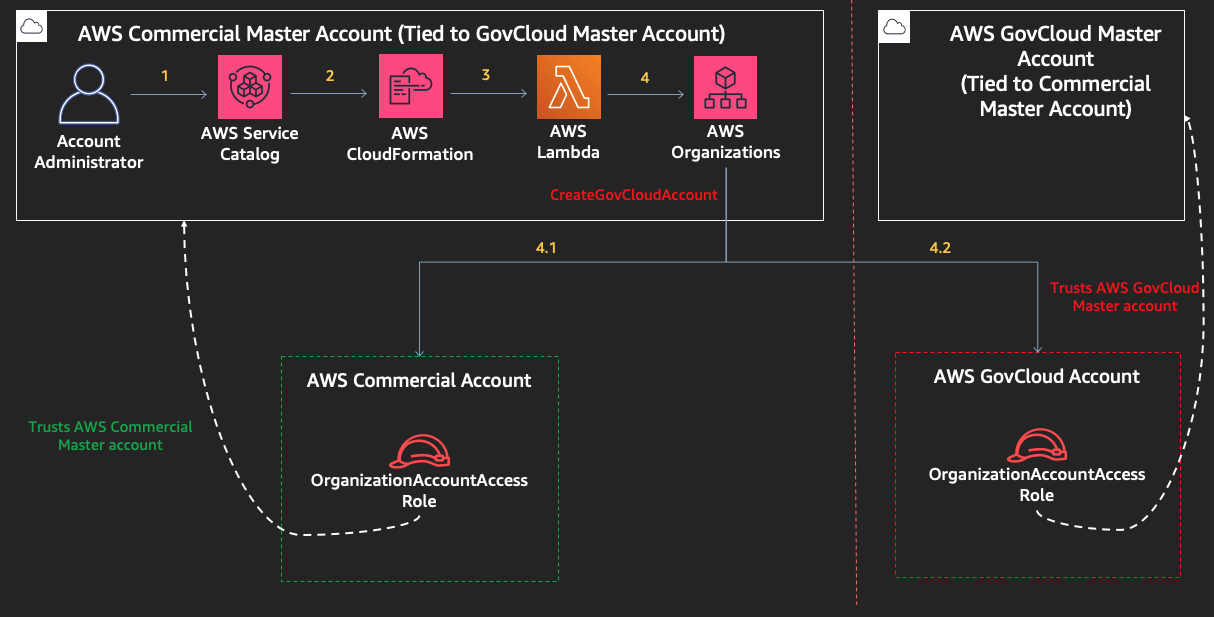 AWS Commercial Master Account (Tied to GovCloud Master Account)
1
2
3
4
Account
Administrator
AWS Service
Catalog
AWS
CloudFormation
AWS
Lambda
AWS
Organizations
CreateGovCloudAccount
AWS GovCloud Master
Account
(Tied to Commercial
Master Account)
4.1
4.2
Trusts AWS GovCloud
Master account
AWS Commercial Account
AWS GovCloud Account
Trusts AWS Commercial
Master account
OrganizationAccountAccess
Role
OrganizationAccountAccess
Role